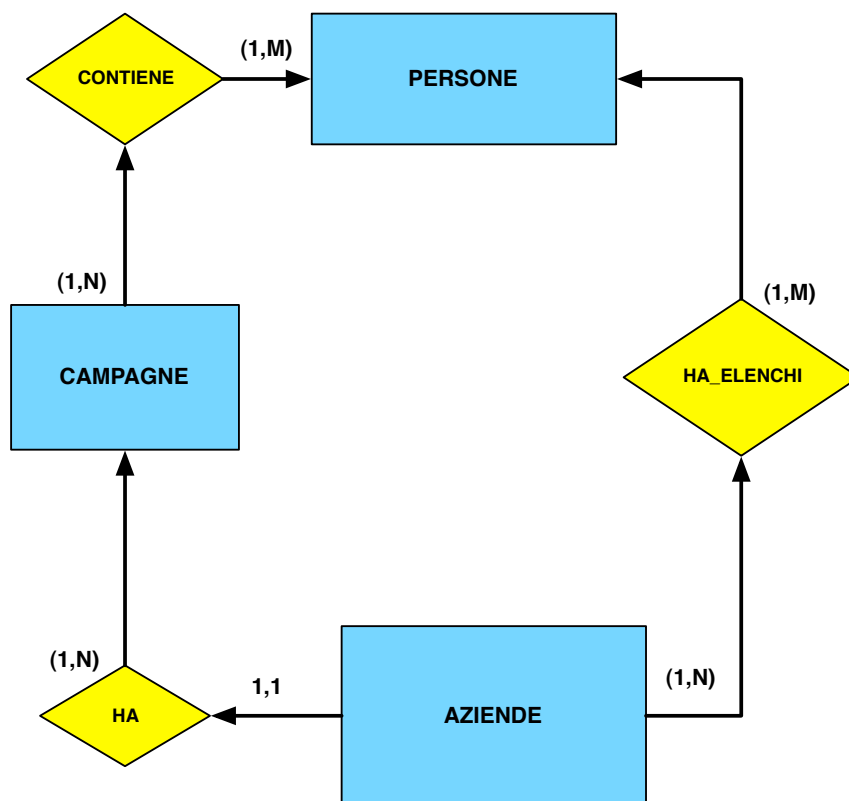 (1,M)
CONTIENE
PERSONE
(1,N)
(1,M)
CAMPAGNE
HA_ELENCHI
(1,N)
1,1
(1,N)
HA
AZIENDE